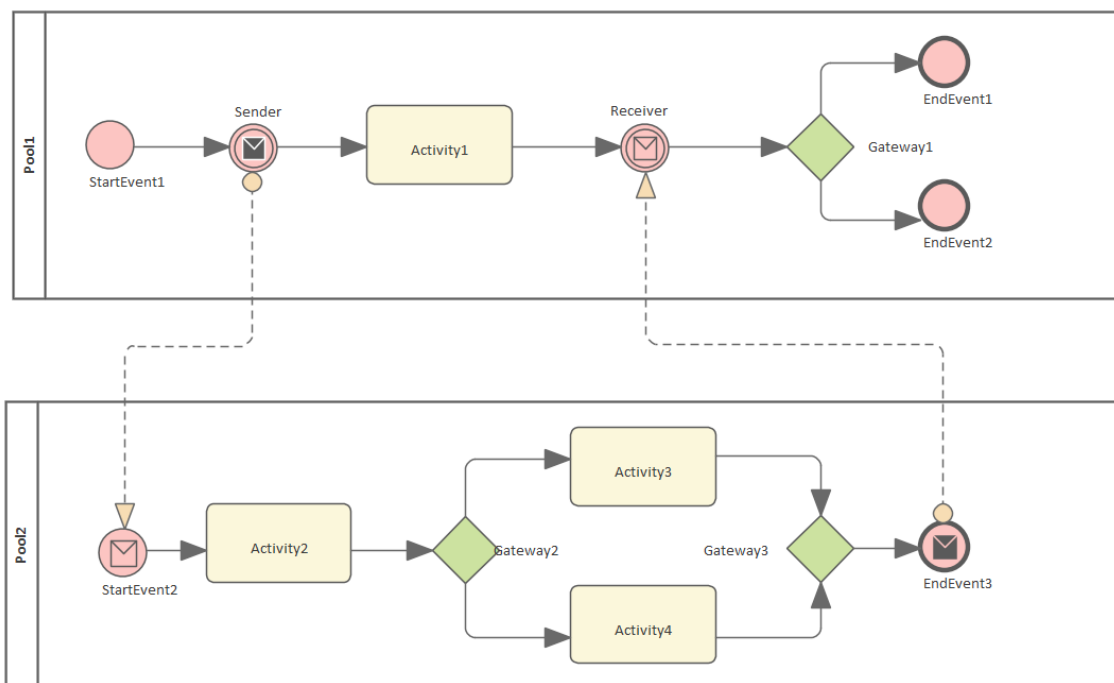 Pool1
StartEvent1
Sender
Activity1
Receiver
Gateway1
EndEvent1
EndEvent2
Pool2
StartEvent2
Activity2
Gateway2
Activity3
Activity4
Gateway3
EndEvent3